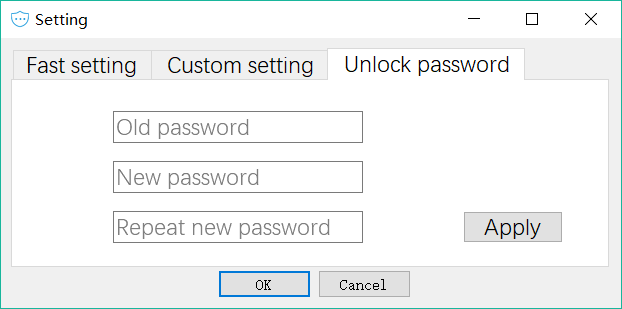 Setting
Fast setting Custom setting Unlock password
Old password
New password
Repeat new password Apply
OK Cancel